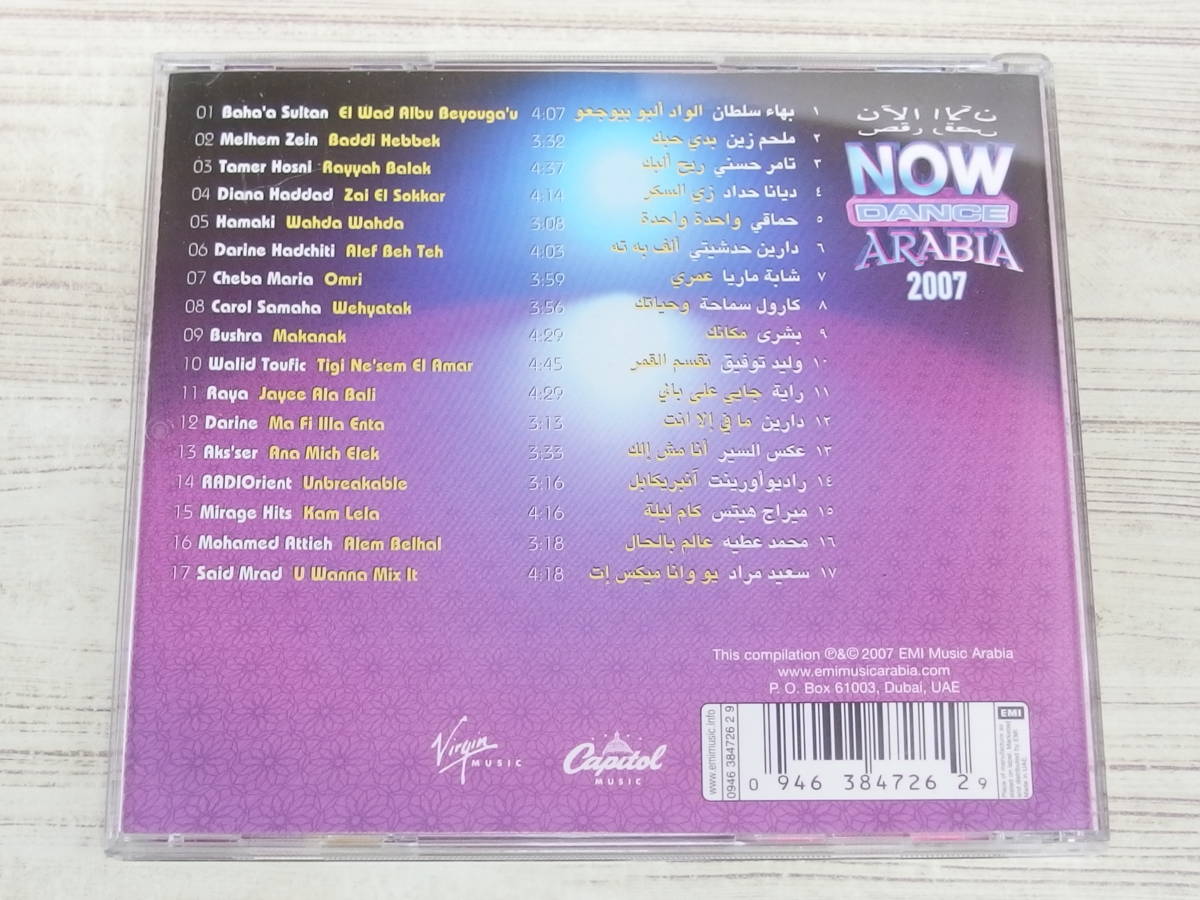 01 Baha'a Sultan El Wad Albu Beyouga'u 4:07 بهاء سلطان الواد ألبو بيوجعو ١
02 Melhem Zein Baddi Hebbek 3:32 ملحم زين بدي حبك ٢
03 Tamer Hosni Rayyah Balak 4:37 تامر حسني ريح ألبك ٣
04 Diana Haddad Zai El Sokkar 4:14 ديانا حداد زي السكر ٤
05 Hamaki Wahda Wahda 3:08 حماقي واحدة واحدة ٥
06 Darine Hadchiti Alef Beh Teh 4:03 دارين حدشيتي ألف به ته ٦
07 Cheba Maria Omri 3:59 شابة ماريا عمري ٧
08 Carol Samaha Wehyatak 3:56 كارول سماحة وحياتك ٨
09 Bushra Makanak 4:29 بشرى مكانك ٩
10 Walid Toufic Tigi Ne'sem El Amar 4:45 وليد توفيق نقسم القمر ١٠
11 Raya Jayee Ala Bali 4:29 راية جايي على بالي ١١
12 Darine Ma Fi Illa Enta 3:13 دارين ما في إلا انت ١٢
13 Aks'ser Ana Mich Elek 3:33 عكس السير أنا مش إلك ١٣
14 RADIOrient Unbreakable 3:16 راديو أورينت آنبريكابل ١٤
15 Mirage Hits Kam Lela 4:16 ميراج هيتس كام ليلة ١٥
16 Mohamed Attieh Alem Belhal 3:18 محمد عطيه عالم بالحال ١٦
17 Said Mrad U Wanna Mix It 4:18 سعيد مراد يو وانا ميكس إت ١٧
NOW
DANCE
ARABIA
2007
This compilation ℗&© 2007 EMI Music Arabia
www.emimusicarabia.com
P. O. Box 61003, Dubai, UAE
Virgin
MUSIC
Capitol
MUSIC
www.emimusic.info
0946 384726 2 9
0 946 384726 2 9
EMI